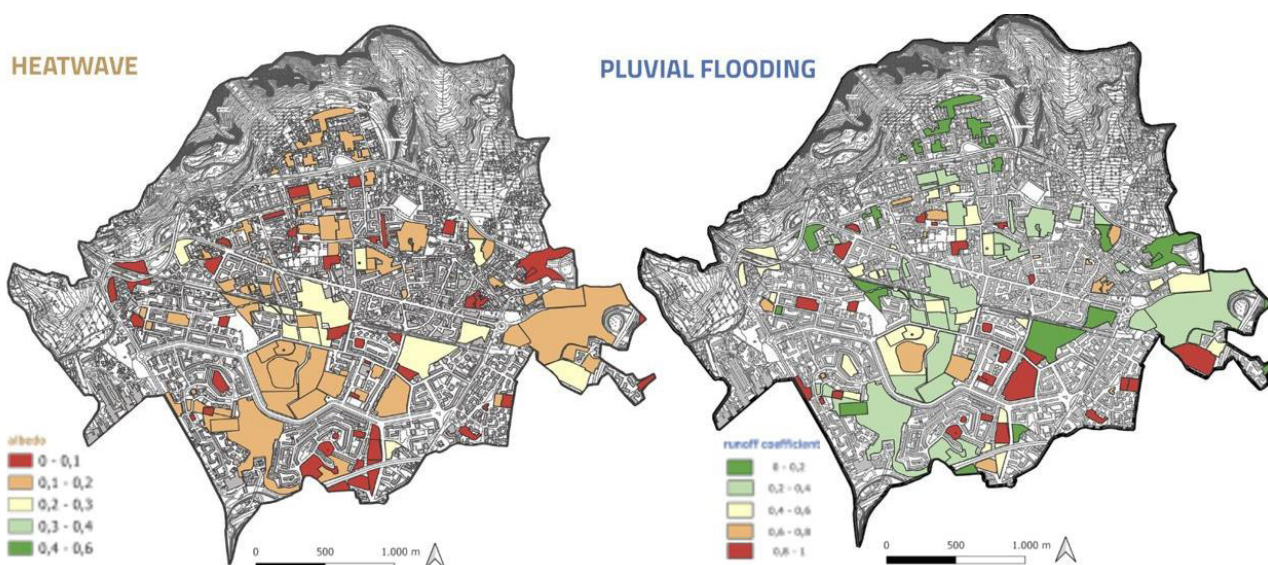 HEATWAVE
albedo
0 - 0,1
0,1 - 0,2
0,2 - 0,3
0,3 - 0,4
0,4 - 0,6
0 500 1.000 m
PLUVIAL FLOODING
runoff coefficient
0 - 0,2
0,2 - 0,4
0,4 - 0,6
0,6 - 0,8
0,8 - 1
0 500 1.000 m